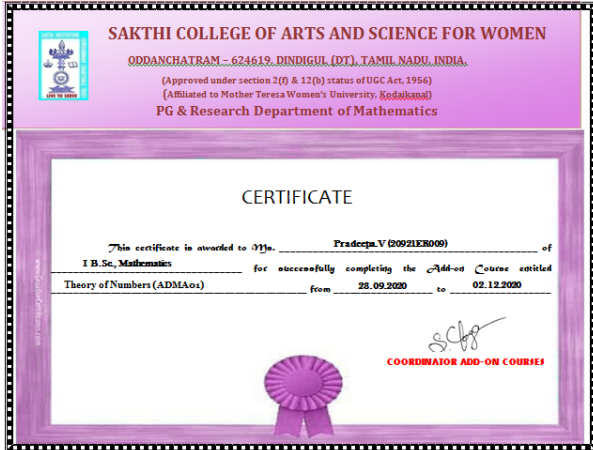 SAKTHI COLLEGE OF ARTS AND SCIENCE FOR WOMEN
ODDANCHATRAM – 624619, DINDIGUL (DT), TAMIL NADU, INDIA.
(Approved under section 2(f) & 12(b) status of UGC Act, 1956)
(Affiliated to Mother Teresa Women's University, Kodaikanal)
PG & Research Department of Mathematics
LIVE TO SERVE
CERTIFICATE
This certificate is awarded to Ms. Pradeepa.V (20921ER009) of
I B.Sc., Mathematics for successfully completing the Add-on Course entitled
Theory of Numbers (ADMA01) from 28.09.2020 to 02.12.2020
COORDINATOR ADD-ON COURSES